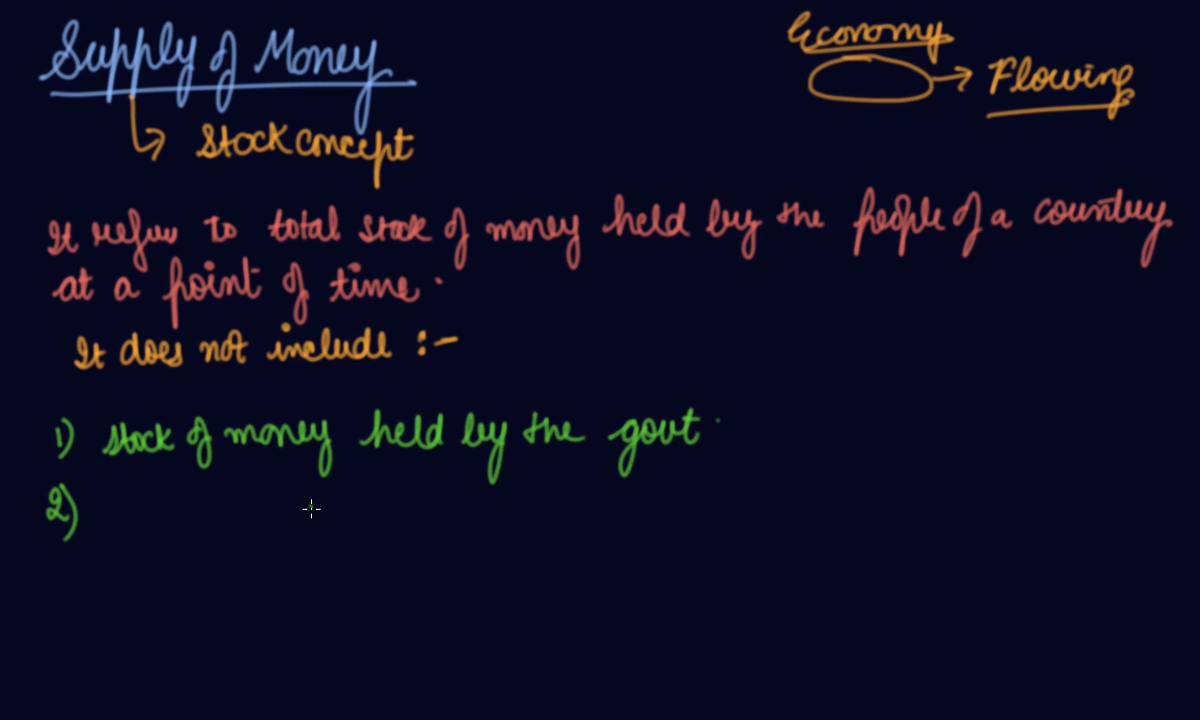 Supply of Money
Economy
Flowing
Stock concept
It refers to total stock of money held by the people of a country
at a point of time.
It does not include :-
1) stock of money held by the govt.
2)